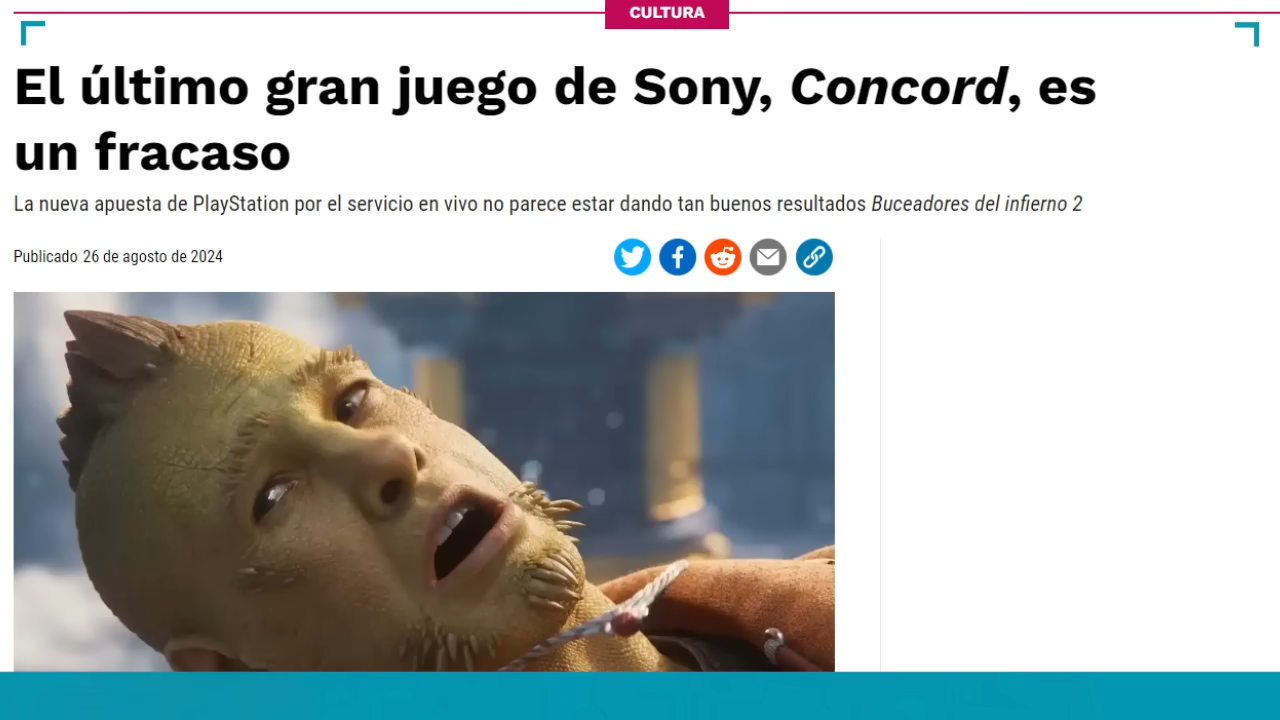 CULTURA
El último gran juego de Sony, Concord, es
un fracaso
La nueva apuesta de PlayStation por el servicio en vivo no parece estar dando tan buenos resultados Buceadores del infierno 2
Publicado 26 de agosto de 2024